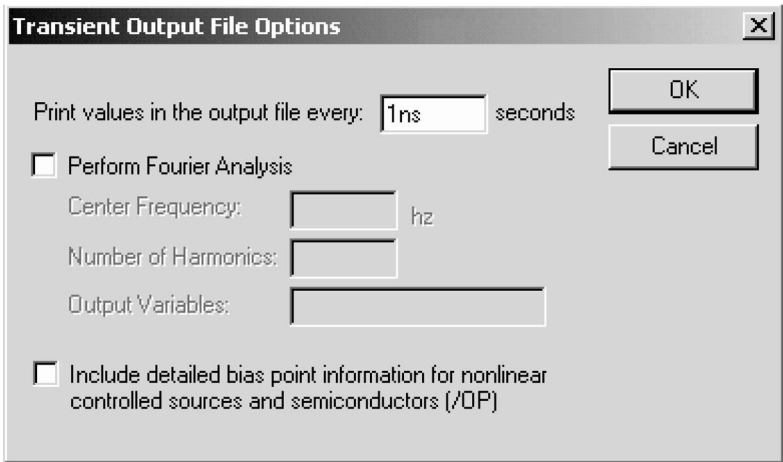 Transient Output File Options
OK
Print values in the output file every: 1ns seconds
Cancel
Perform Fourier Analysis
Center Frequency: hz
Number of Harmonics:
Output Variables:
Include detailed bias point information for nonlinear
controlled sources and semiconductors (/OP)